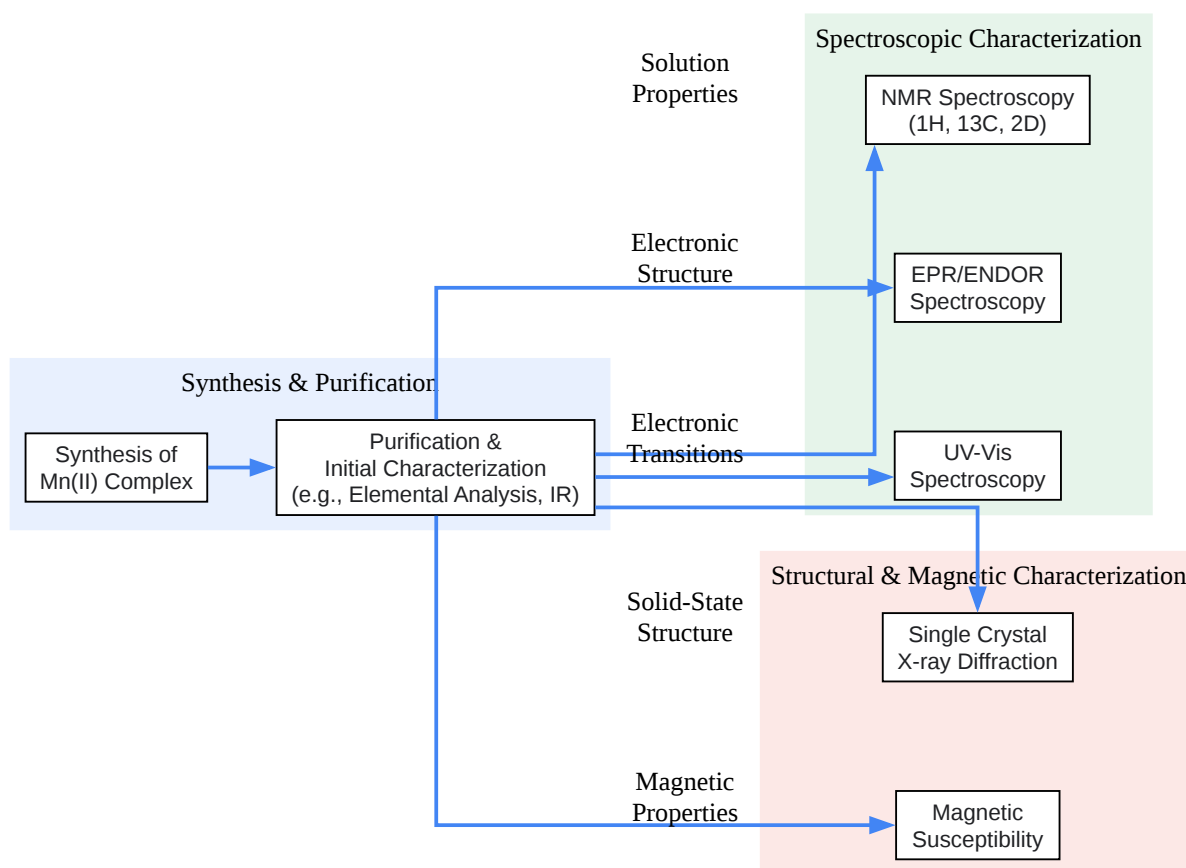 Spectroscopic Characterization
Solution
Properties
NMR Spectroscopy
(1H, 13C, 2D)
Electronic
Structure
EPR/ENDOR
Spectroscopy
Synthesis & Purification
Synthesis of
Mn(II) Complex
Purification &
Initial Characterization
(e.g., Elemental Analysis, IR)
Electronic
Transitions
UV-Vis
Spectroscopy
Structural & Magnetic Characterization
Solid-State
Structure
Single Crystal
X-ray Diffraction
Magnetic
Properties
Magnetic
Susceptibility